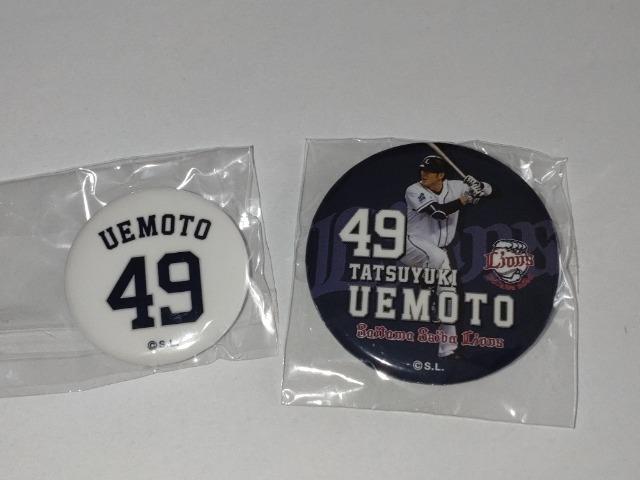 UEMOTO
49
©S.L.
49
TATSUYUKI
UEMOTO
Lions
Saitama Seibu Lions
©S.L.